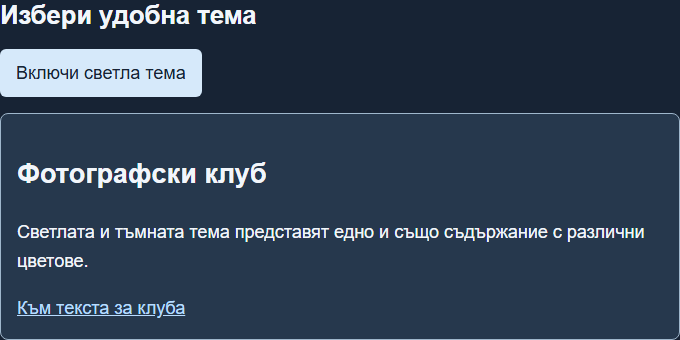 Избери удобна тема
Включи светла тема
Фотографски клуб
Светлата и тъмната тема представят едно и също съдържание с различни
цветове.
Към текста за клуба